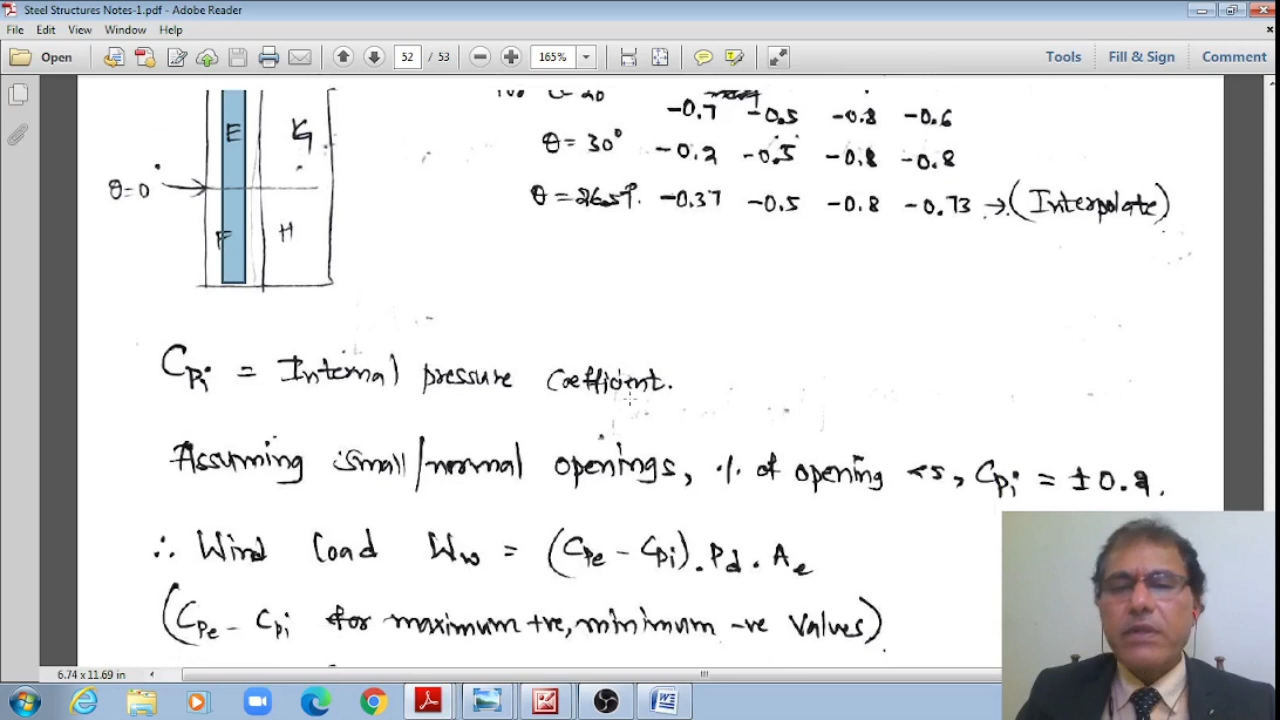 Steel Structures Notes-1.pdf - Adobe Reader
File Edit View Window Help
Open 52 / 53 165% Tools Fill & Sign Comment
-0.7 -0.5 -0.8 -0.6
E G
θ = 30° -0.2 -0.5 -0.8 -0.8
θ=0°
θ = 26.5°. -0.37 -0.5 -0.8 -0.73 → (Interpolate)
F H
Cpi = Internal pressure coefficient.
Assuming small/normal openings, % of opening <5, Cpi = ±0.2.
∴ Wind load Ww = (Cpe - Cpi).Pd.Ae
(Cpe - Cpi for maximum +ve, minimum -ve values)
6.74 x 11.69 in